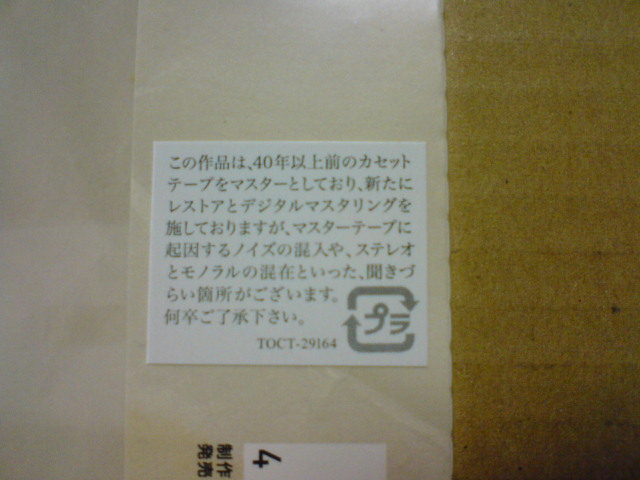 この作品は、40年以上前のカセット
テープをマスターとしており、新たに
レストアとデジタルマスタリングを
施しておりますが、マスターテープに
起因するノイズの混入や、ステレオ
とモノラルの混在といった、聞きづ
らい箇所がございます。
何卒ご了承下さい。
プラ
TOCT-29164
4
制作
発売